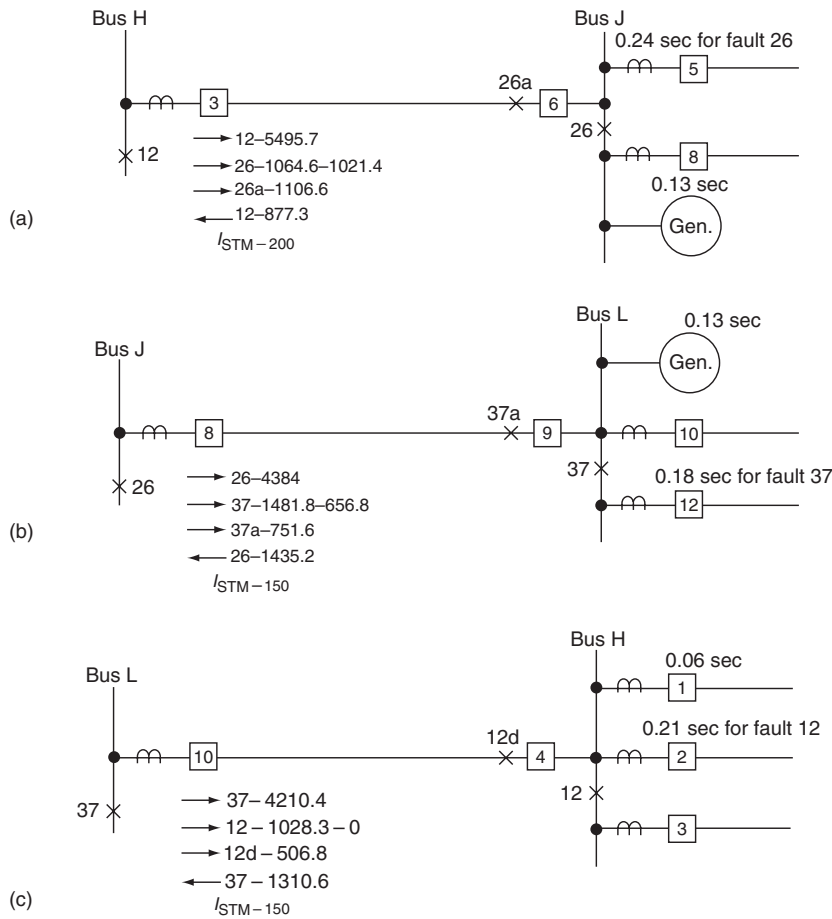 Bus H
Bus J
0.24 sec for fault 26
5
26a
3
6
26
12
12–5495.7
26–1064.6–1021.4
26a–1106.6
12–877.3
ISTM – 200
8
0.13 sec
Gen.
(a)
Bus L
0.13 sec
Gen.
Bus J
37a
8
9
10
37
26
26–4384
37–1481.8–656.8
37a–751.6
26–1435.2
ISTM – 150
0.18 sec for fault 37
12
(b)
Bus H
0.06 sec
1
Bus L
0.21 sec for fault 12
12d
10
4
2
12
37
37 – 4210.4
12 – 1028.3 – 0
12d – 506.8
37 – 1310.6
ISTM – 150
3
(c)